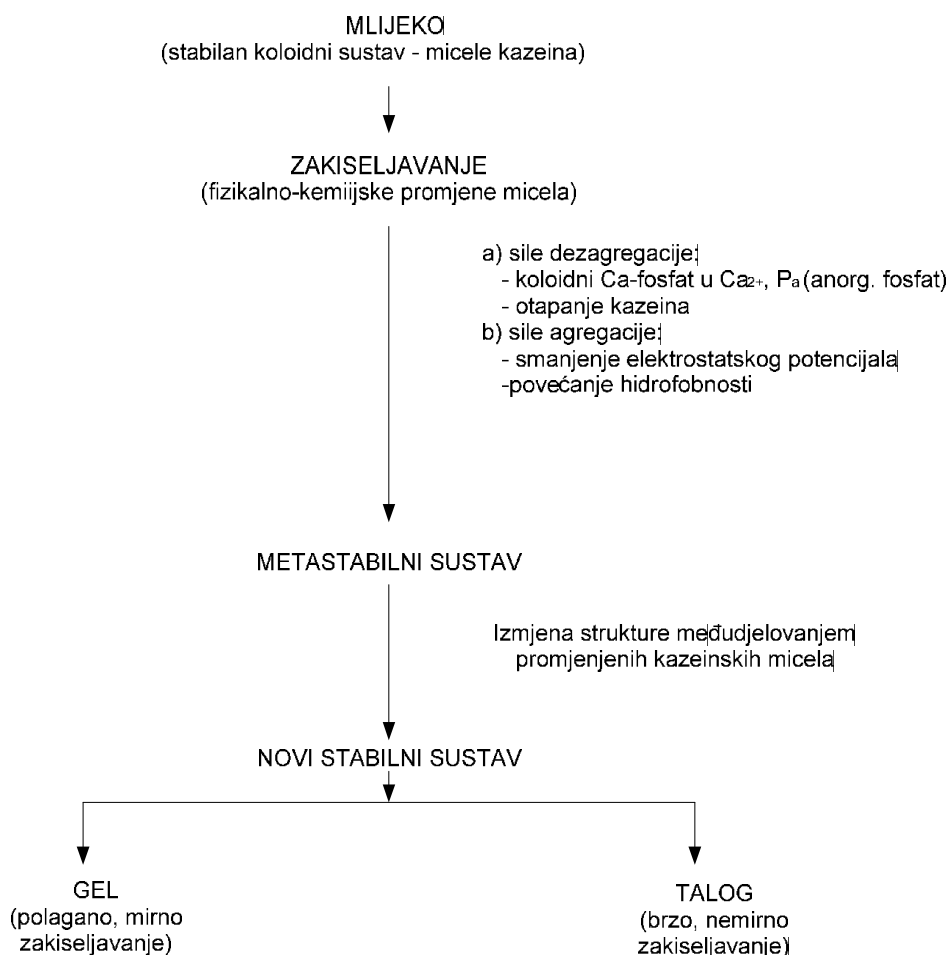 MLIJEKO
(stabilan koloidni sustav - micele kazeina)
ZAKISELJAVANJE
(fizikalno-kemiijske promjene micela)
a) sile dezagregacije:
- koloidni Ca-fosfat u Ca2+, Pa (anorg. fosfat)
- otapanje kazeina
b) sile agregacije:
- smanjenje elektrostatskog potencijala
-povećanje hidrofobnosti
METASTABILNI SUSTAV
Izmjena strukture međudjelovanjem
promjenjenih kazeinskih micela
NOVI STABILNI SUSTAV
GEL
(polagano, mirno
zakiseljavanje)
TALOG
(brzo, nemirno
zakiseljavanje)